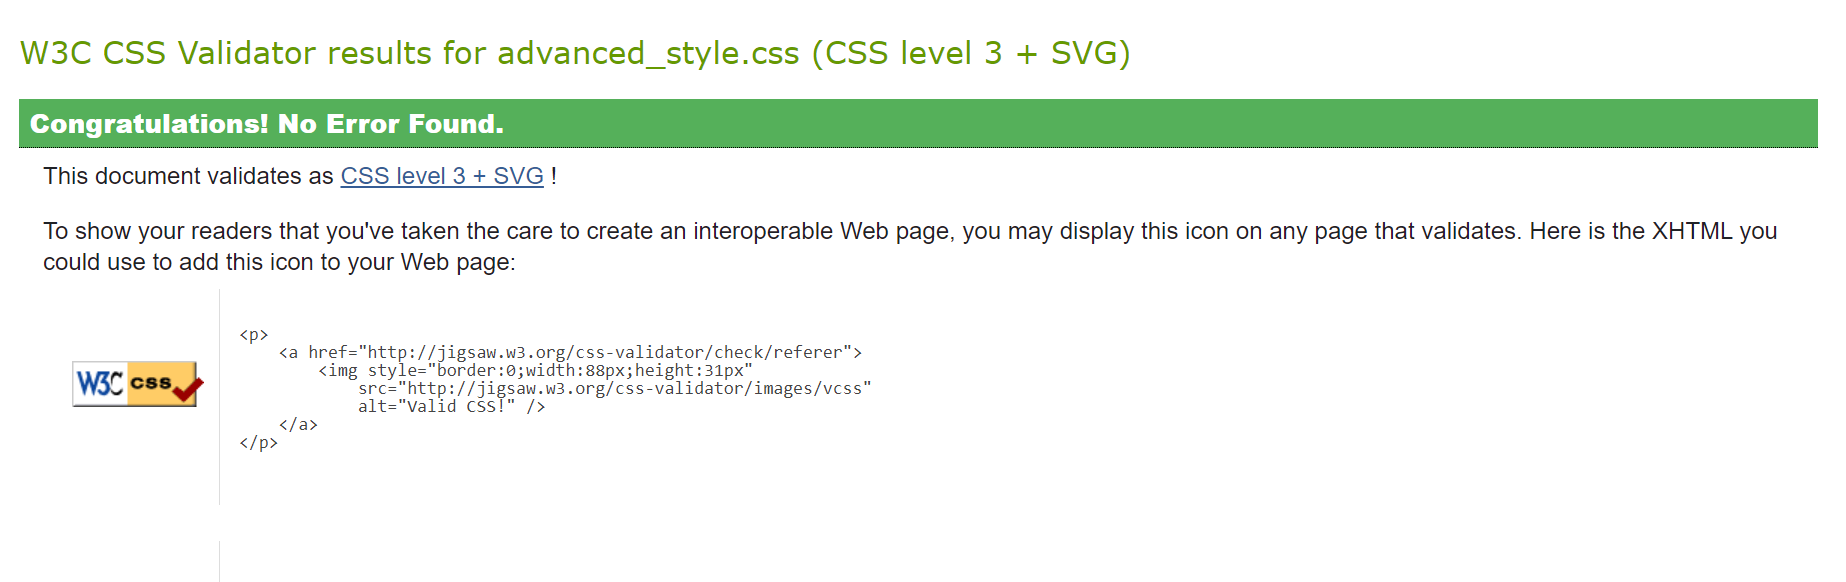 W3C CSS Validator results for advanced_style.css (CSS level 3 + SVG)
Congratulations! No Error Found.
This document validates as CSS level 3 + SVG !
To show your readers that you've taken the care to create an interoperable Web page, you may display this icon on any page that validates. Here is the XHTML you
could use to add this icon to your Web page:
W3C css
<p>
    <a href="http://jigsaw.w3.org/css-validator/check/referer">
        <img style="border:0;width:88px;height:31px"
            src="http://jigsaw.w3.org/css-validator/images/vcss"
            alt="Valid CSS!" />
    </a>
</p>